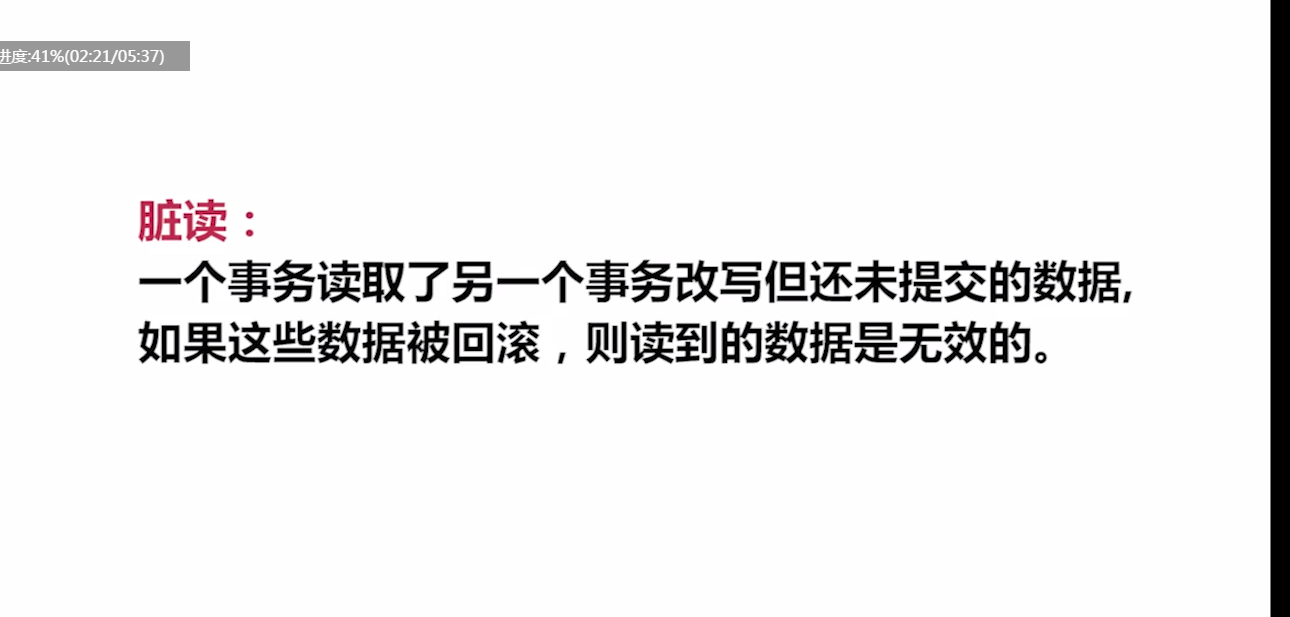 进度:41%(02:21/05:37)
脏读：
一个事务读取了另一个事务改写但还未提交的数据,
如果这些数据被回滚，则读到的数据是无效的。